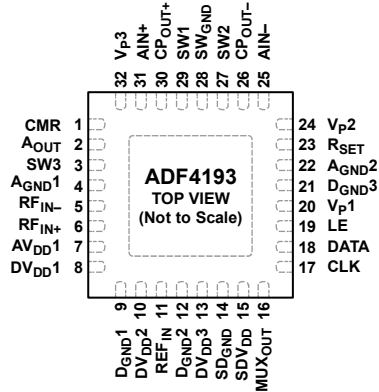 32 VP3
31 AIN+
30 CPOUT+
29 SW1
28 SWGND
27 SW2
26 CPOUT–
25 AIN–
CMR 1
AOUT 2
SW3 3
AGND1 4
RFIN– 5
RFIN+ 6
AVDD1 7
DVDD1 8
ADF4193
TOP VIEW
(Not to Scale)
24 VP2
23 RSET
22 AGND2
21 DGND3
20 VP1
19 LE
18 DATA
17 CLK
DGND1 9
DVDD2 10
REFIN 11
DGND2 12
DVDD3 13
SDGND 14
SDVDD 15
MUXOUT 16